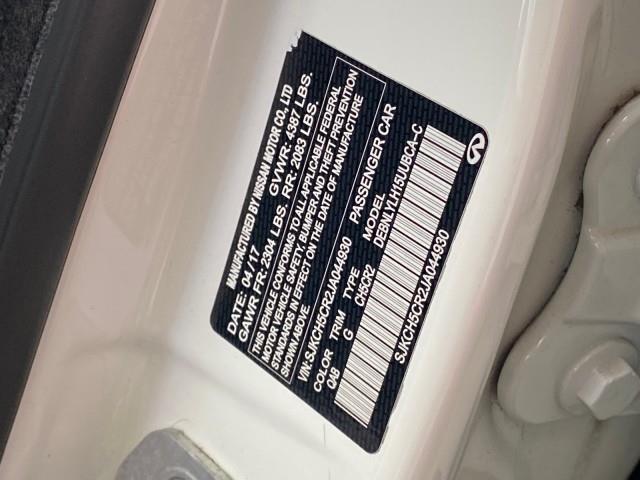 MANUFACTURED BY NISSAN MOTOR CO., LTD
DATE: 04/17 GVWR: 4387 LBS.
GAWR FR: 2304 LBS. RR: 2093 LBS.
THIS VEHICLE CONFORMS TO ALL APPLICABLE FEDERAL
MOTOR VEHICLE SAFETY, BUMPER AND THEFT PREVENTION
STANDARDS IN EFFECT ON THE DATE OF MANUFACTURE
SHOWN ABOVE
VIN:SJKCH5CR2JA044930 PASSENGER CAR
COLOR TRIM TYPE MODEL
QAB G CH5CR2 DEBNLYLH15UJBCA-C
SJKCH5CR2JA044930